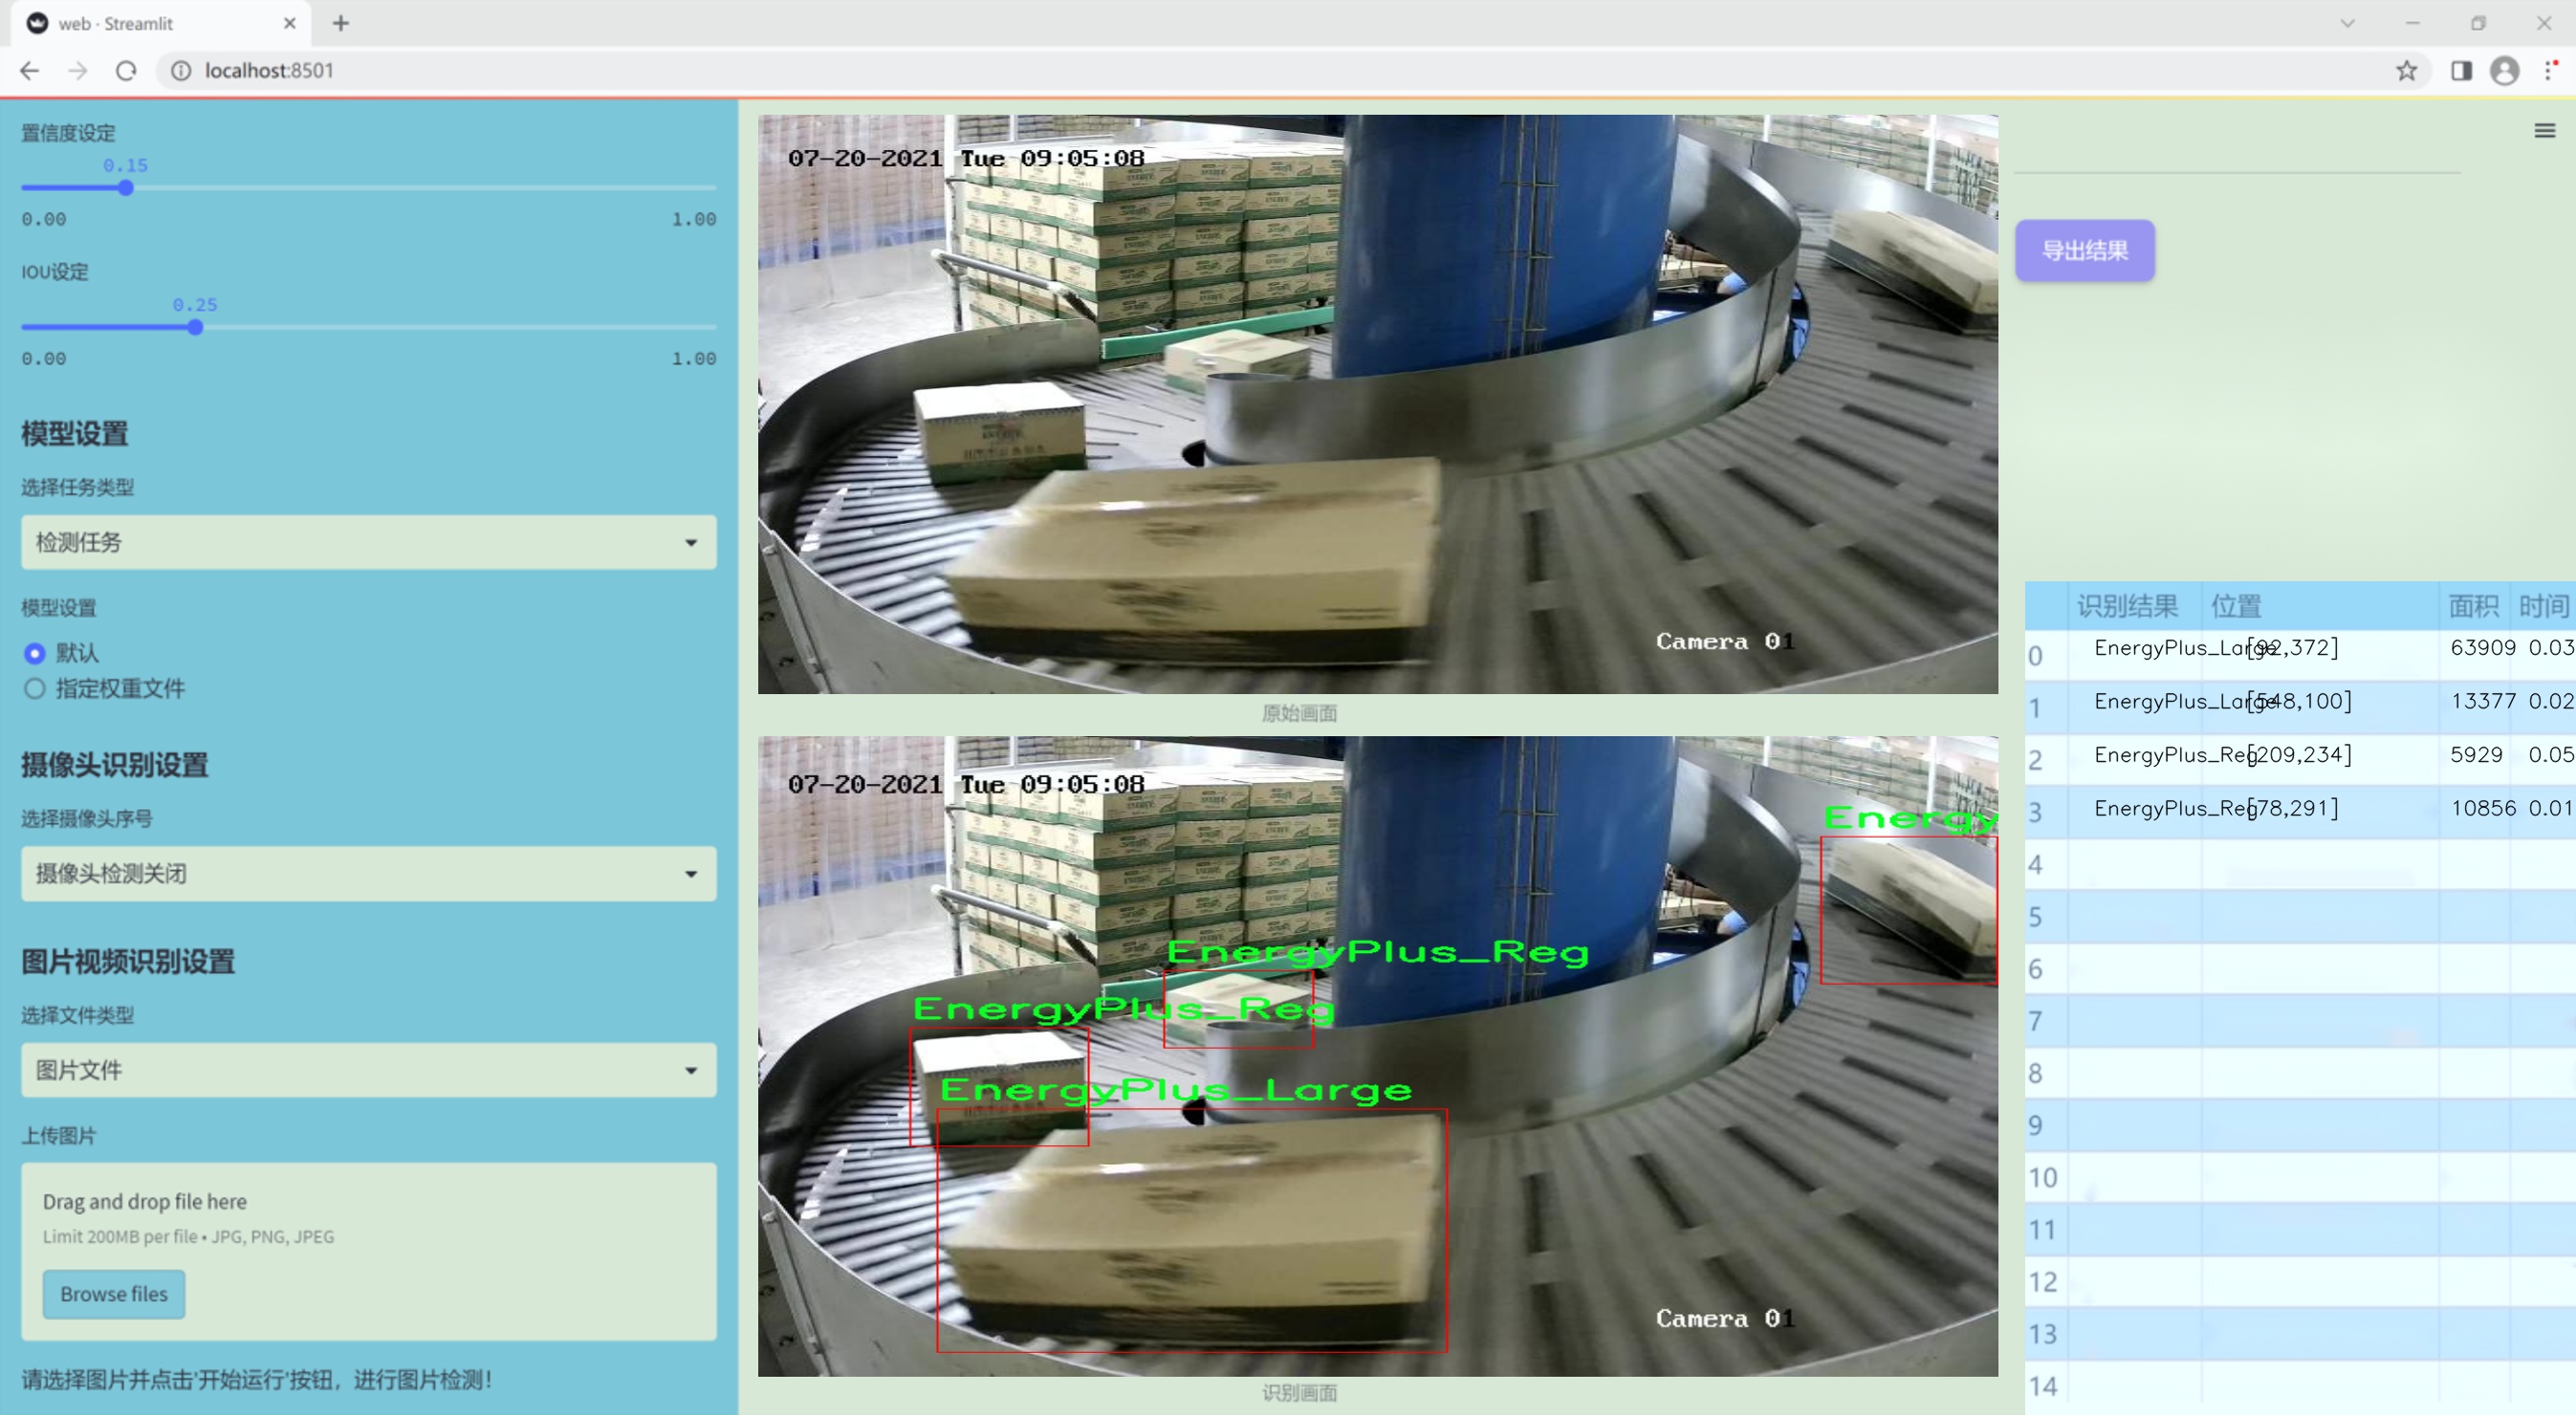 web · Streamlit
localhost:8501
置信度设定
0.15
0.00 1.00
IOU设定
0.25
0.00 1.00
模型设置
选择任务类型
检测任务
模型设置
默认
指定权重文件
摄像头识别设置
选择摄像头序号
摄像头检测关闭
图片视频识别设置
选择文件类型
图片文件
上传图片
Drag and drop file here
Limit 200MB per file • JPG, PNG, JPEG
Browse files
请选择图片并点击'开始运行'按钮，进行图片检测！
07-20-2021 Tue 09:05:08
Camera 01
原始画面
07-20-2021 Tue 09:05:08
Energy
EnergyPlus_Reg
EnergyPlus_Reg
EnergyPlus_Large
Camera 01
识别画面
导出结果
识别结果 位置 面积 时间
0 EnergyPlus_Large [92,372] 63909 0.03
1 EnergyPlus_Large [548,100] 13377 0.02
2 EnergyPlus_Reg [209,234] 5929 0.05
3 EnergyPlus_Reg [78,291] 10856 0.01
4
5
6
7
8
9
10
11
12
13
14